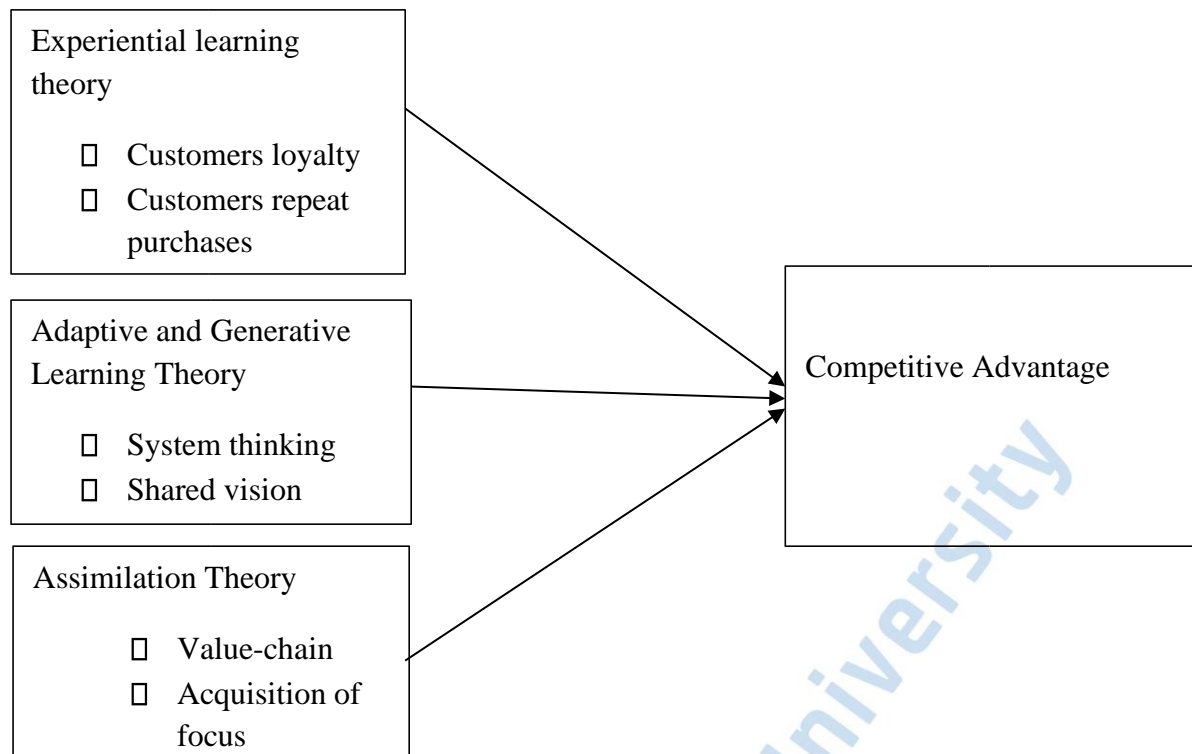 Experiential learning
theory
Customers loyalty
Customers repeat
purchases
Adaptive and Generative
Learning Theory
System thinking
Shared vision
Assimilation Theory
Value-chain
Acquisition of
focus
Competitive Advantage